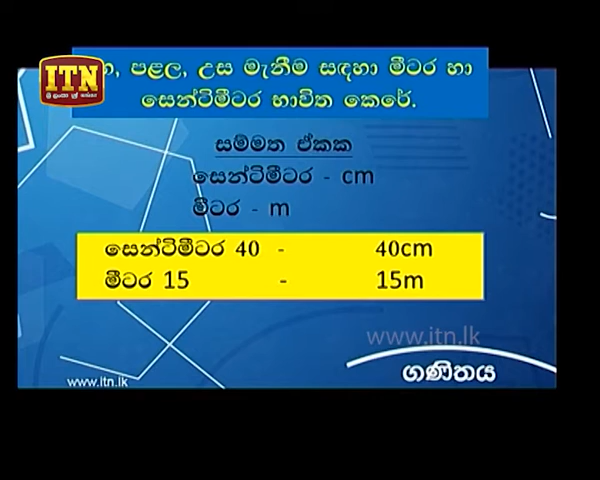 ITN
පළල, උස මැනීම සඳහා මීටර හා
සෙන්ටිමීටර භාවිත කෙරේ.
සම්මත ඒකක
සෙන්ටිමීටර - cm
මීටර - m
සෙන්ටිමීටර 40 - 40cm
මීටර 15 - 15m
www.itn.lk
ගණිතය
www.itn.lk